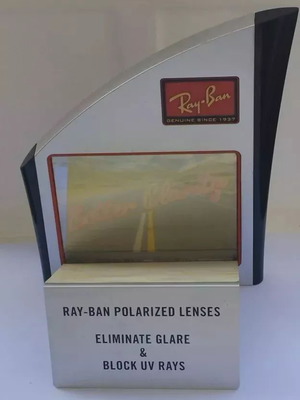 Ray-Ban
GENUINE SINCE 1937
RAY-BAN POLARIZED LENSES
ELIMINATE GLARE
&
BLOCK UV RAYS